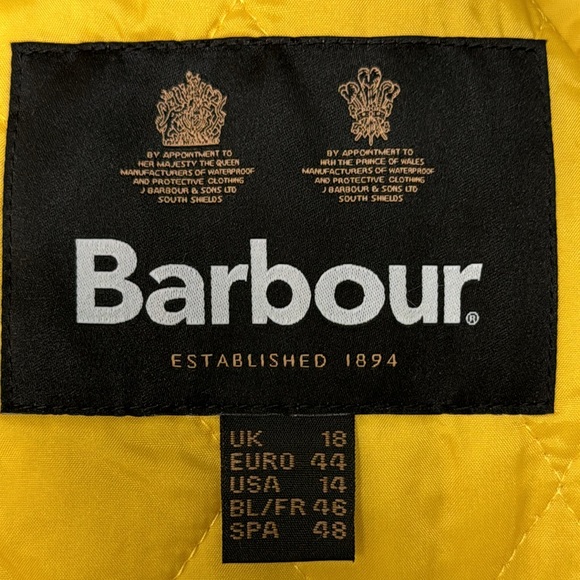 BY APPOINTMENT TO
HER MAJESTY THE QUEEN
MANUFACTURERS OF WATERPROOF
AND PROTECTIVE CLOTHING
J BARBOUR & SONS LTD
SOUTH SHIELDS
BY APPOINTMENT TO
HRH THE PRINCE OF WALES
MANUFACTURERS OF WATERPROOF
AND PROTECTIVE CLOTHING
J BARBOUR & SONS LTD
SOUTH SHIELDS
Barbour®
ESTABLISHED 1894
UK 18
EURO 44
USA 14
BL/FR 46
SPA 48